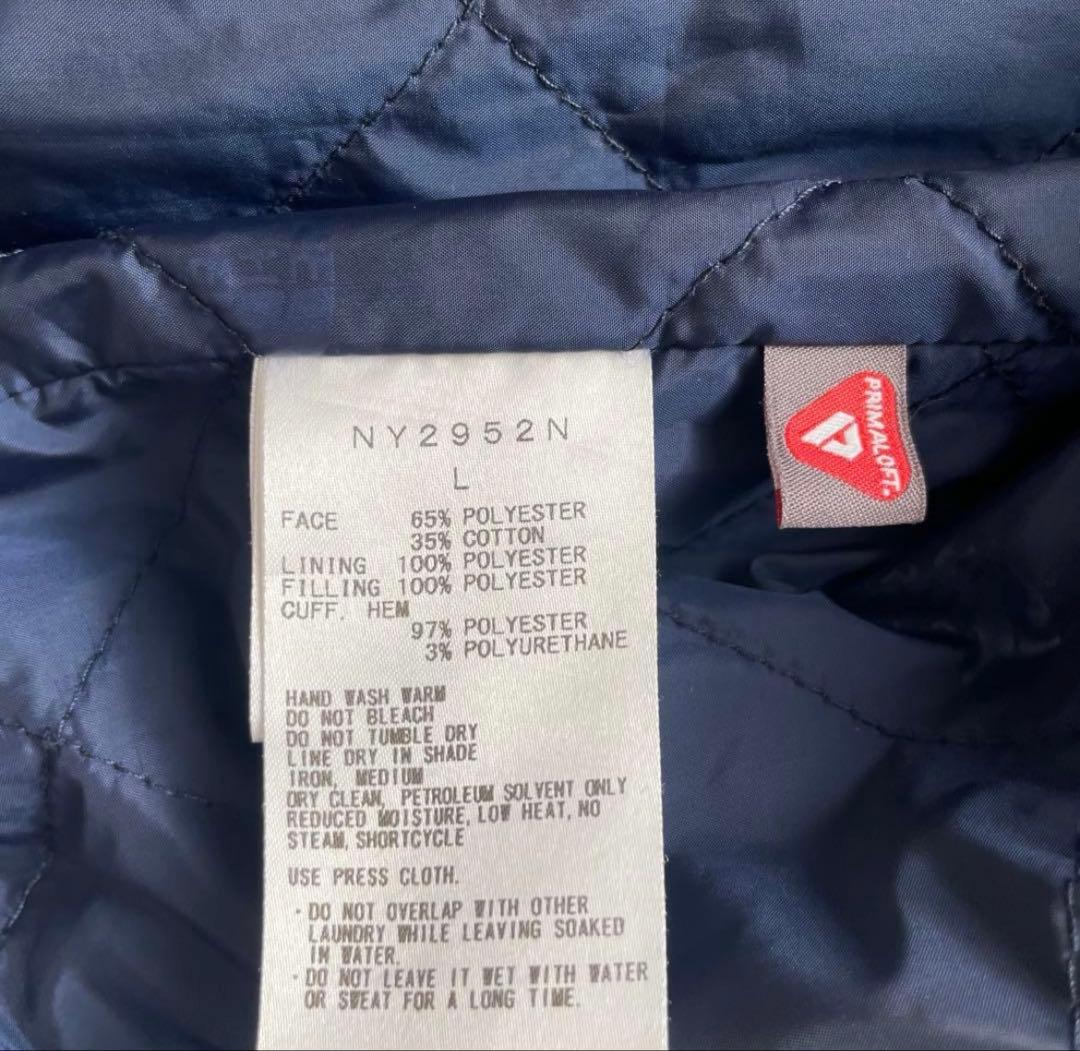 NY2952N
L
FACE 65% POLYESTER
35% COTTON
LINING 100% POLYESTER
FILLING 100% POLYESTER
CUFF. HEM
97% POLYESTER
3% POLYURETHANE
HAND WASH WARM
DO NOT BLEACH
DO NOT TUMBLE DRY
LINE DRY IN SHADE
IRON, MEDIUM
DRY CLEAN, PETROLEUM SOLVENT ONLY
REDUCED MOISTURE, LOW HEAT, NO
STEAM, SHORTCYCLE
USE PRESS CLOTH.
・DO NOT OVERLAP WITH OTHER
LAUNDRY WHILE LEAVING SOAKED
IN WATER.
・DO NOT LEAVE IT WET WITH WATER
OR SWEAT FOR A LONG TIME.
PRIMALOFT